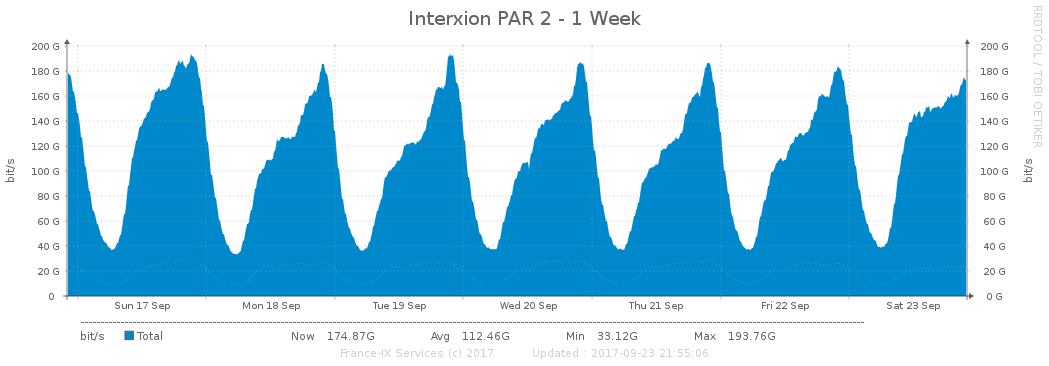 Interxion PAR 2 - 1 Week
RRDTOOL / TOBI OETIKER
bit/s
200 G 200 G
180 G 180 G
160 G 160 G
140 G 140 G
120 G 120 G
100 G 100 G
80 G 80 G
60 G 60 G
40 G 40 G
20 G 20 G
0 0 G
bit/s
Sun 17 Sep Mon 18 Sep Tue 19 Sep Wed 20 Sep Thu 21 Sep Fri 22 Sep Sat 23 Sep
bit/s Total Now 174.87G Avg 112.46G Min 33.12G Max 193.76G
France-IX Services (c) 2017 Updated : 2017-09-23 21:55:06